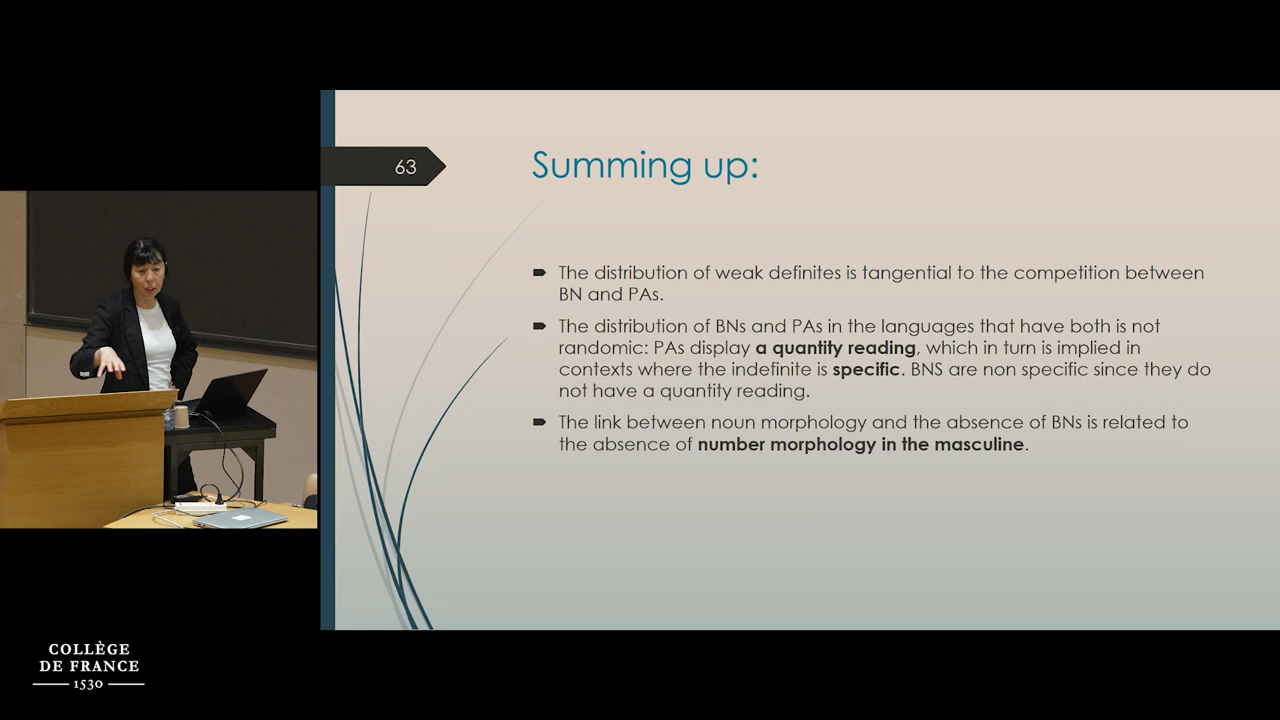 63
Summing up:
The distribution of weak definites is tangential to the competition between
BN and PAs.
The distribution of BNs and PAs in the languages that have both is not
randomic: PAs display a quantity reading, which in turn is implied in
contexts where the indefinite is specific. BNS are non specific since they do
not have a quantity reading.
The link between noun morphology and the absence of BNs is related to
the absence of number morphology in the masculine.
COLLÈGE
DE FRANCE
1530